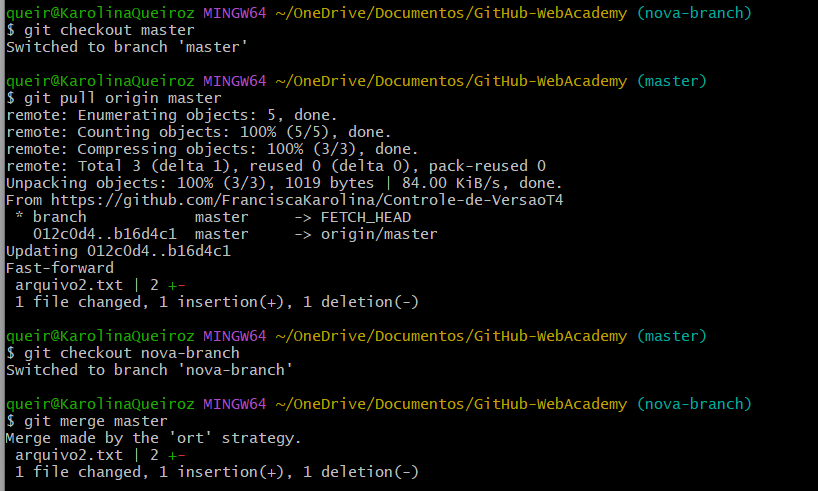 queir@KarolinaQueiroz MINGW64 ~/OneDrive/Documentos/GitHub-WebAcademy (nova-branch)
$ git checkout master
Switched to branch 'master'
queir@KarolinaQueiroz MINGW64 ~/OneDrive/Documentos/GitHub-WebAcademy (master)
$ git pull origin master
remote: Enumerating objects: 5, done.
remote: Counting objects: 100% (5/5), done.
remote: Compressing objects: 100% (3/3), done.
remote: Total 3 (delta 1), reused 0 (delta 0), pack-reused 0
Unpacking objects: 100% (3/3), 1019 bytes | 84.00 KiB/s, done.
From https://github.com/FranciscaKarolina/Controle-de-VersaoT4
 * branch            master     -> FETCH_HEAD
   012c0d4..b16d4c1  master     -> origin/master
Updating 012c0d4..b16d4c1
Fast-forward
 arquivo2.txt | 2 +-
 1 file changed, 1 insertion(+), 1 deletion(-)
queir@KarolinaQueiroz MINGW64 ~/OneDrive/Documentos/GitHub-WebAcademy (master)
$ git checkout nova-branch
Switched to branch 'nova-branch'
queir@KarolinaQueiroz MINGW64 ~/OneDrive/Documentos/GitHub-WebAcademy (nova-branch)
$ git merge master
Merge made by the 'ort' strategy.
 arquivo2.txt | 2 +-
 1 file changed, 1 insertion(+), 1 deletion(-)